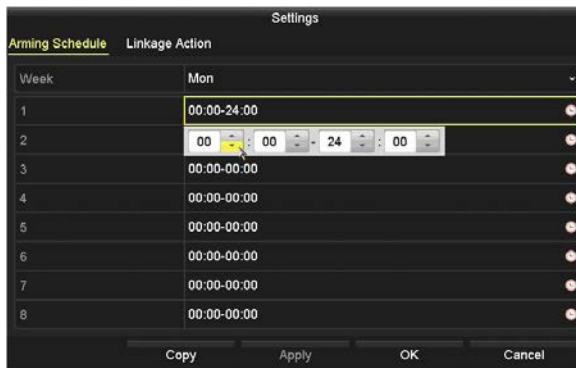 Settings
Arming Schedule Linkage Action
Week Mon
1 00:00-24:00
2 00 : 00 - 24 : 00
3 00:00-00:00
4 00:00-00:00
5 00:00-00:00
6 00:00-00:00
7 00:00-00:00
8 00:00-00:00
Copy Apply OK Cancel